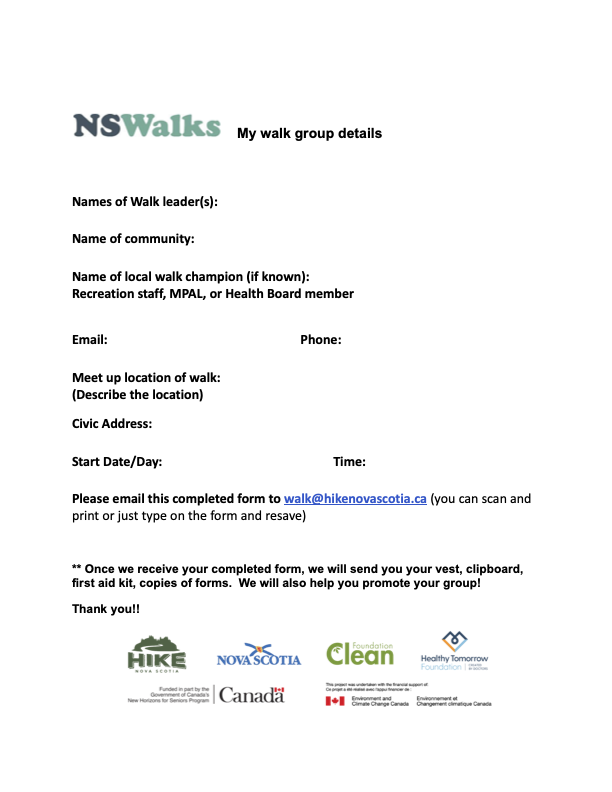 NSWalks My walk group details
Names of Walk leader(s):
Name of community:
Name of local walk champion (if known):
Recreation staff, MPAL, or Health Board member
Email: Phone:
Meet up location of walk:
(Describe the location)
Civic Address:
Start Date/Day: Time:
Please email this completed form to walk@hikenovascotia.ca (you can scan and
print or just type on the form and resave)
** Once we receive your completed form, we will send you your vest, clipboard,
first aid kit, copies of forms. We will also help you promote your group!
Thank you!!
HIKE
NOVA SCOTIA
NOVA SCOTIA
Foundation
Clean
Healthy Tomorrow
Foundation
Funded in part by the
Government of Canada's
New Horizons for Seniors Program
Canada
This project was undertaken with the financial support of:
Ce projet a été réalisé avec l'appui financier de :
Environment and
Climate Change Canada
Environnement et
Changement climatique Canada